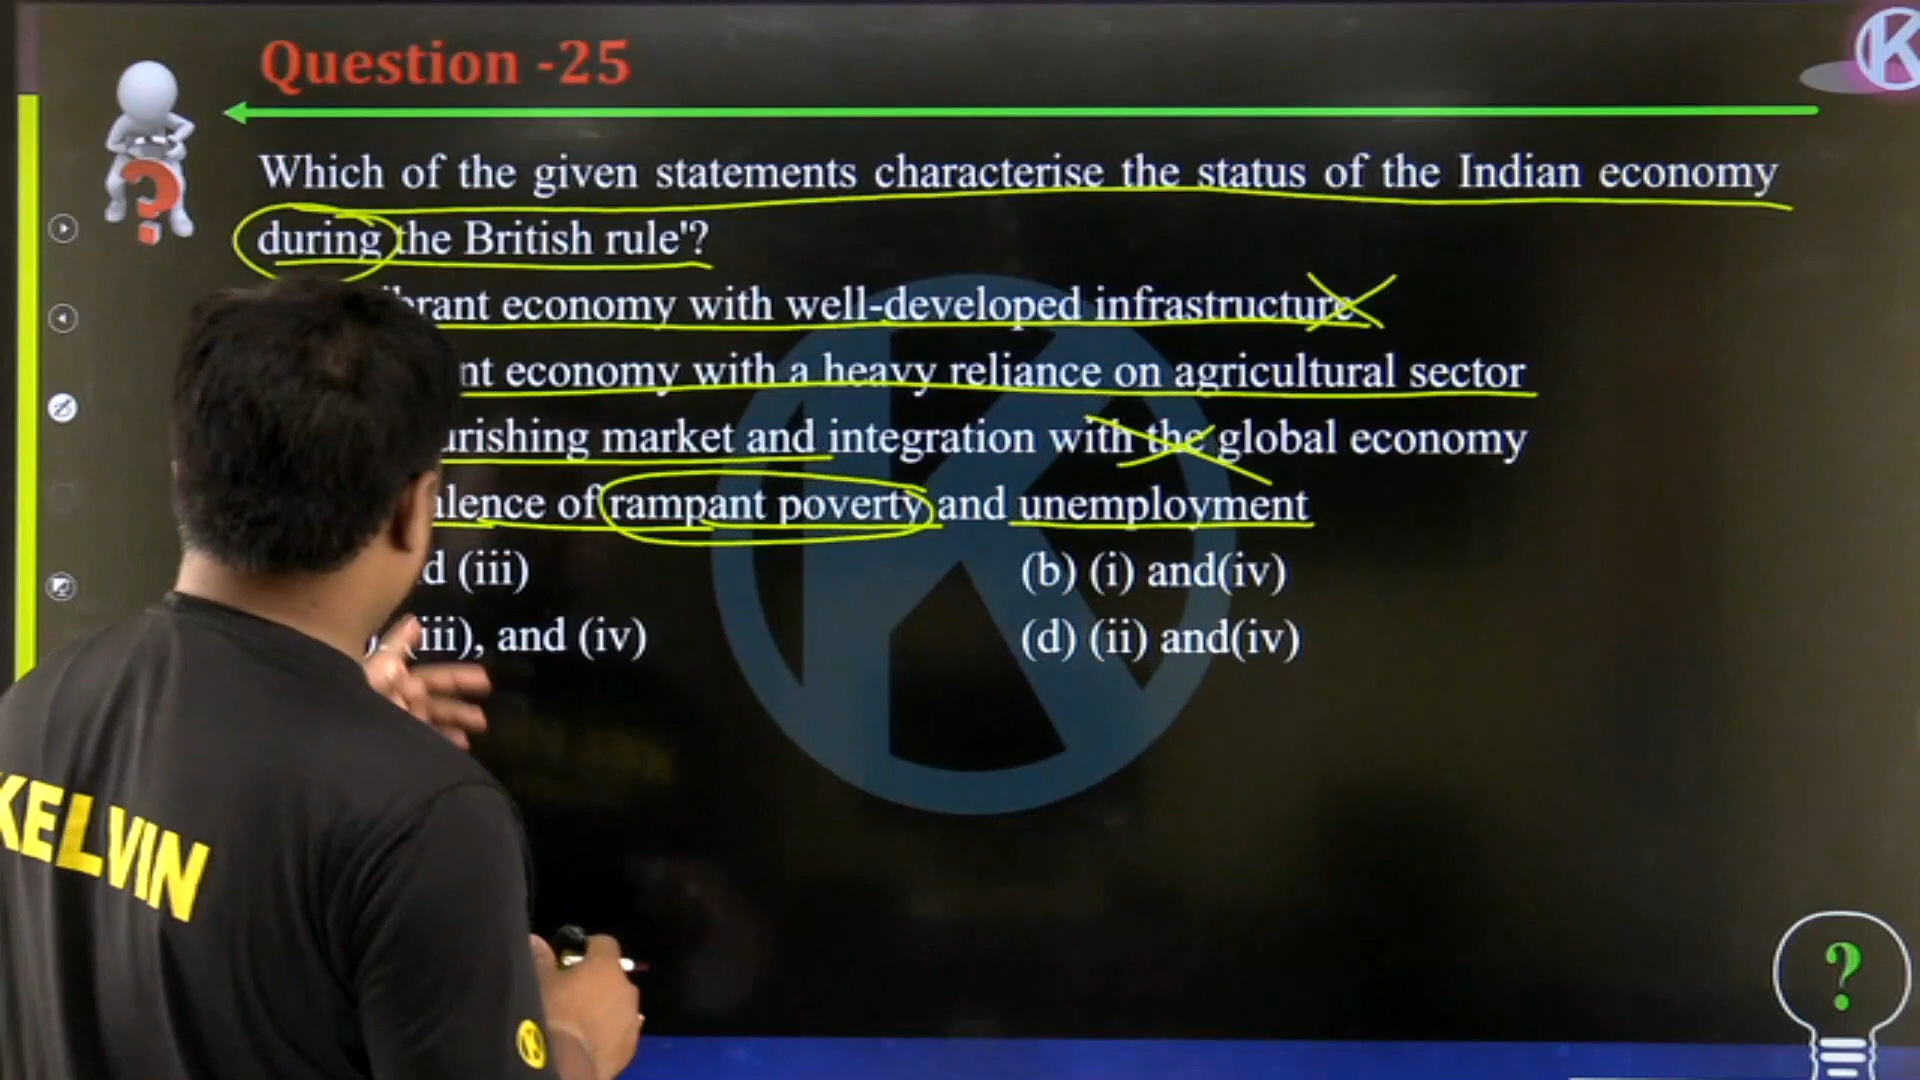 Question -25
Which of the given statements characterise the status of the Indian economy
during the British rule'?
brant economy with well-developed infrastructure
nt economy with a heavy reliance on agricultural sector
urishing market and integration with the global economy
alence of rampant poverty and unemployment
d (iii) (b) (i) and(iv)
(iii), and (iv) (d) (ii) and(iv)
KELVIN
?